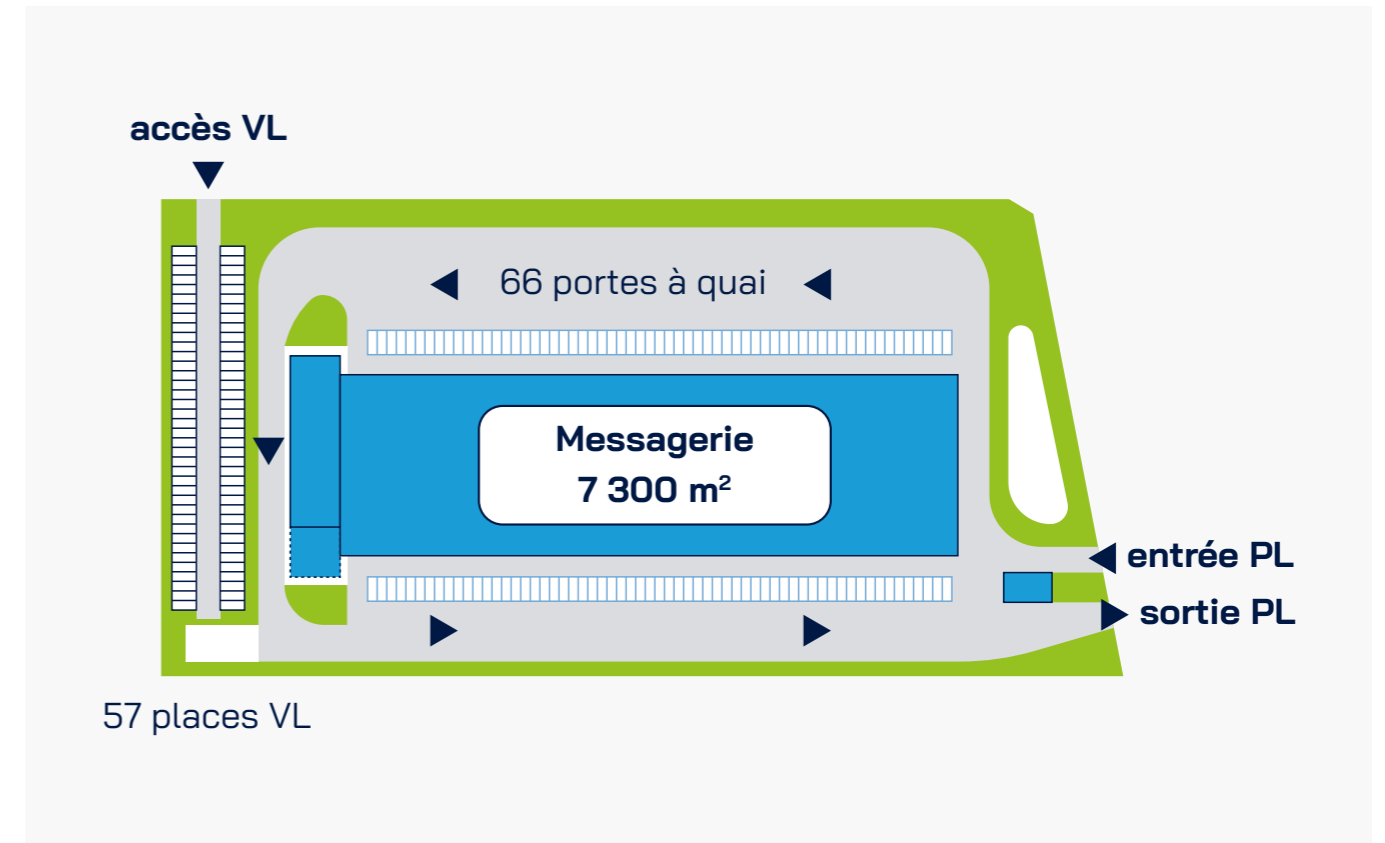 accès VL
66 portes à quai
Messagerie
7 300 m²
entrée PL
sortie PL
57 places VL